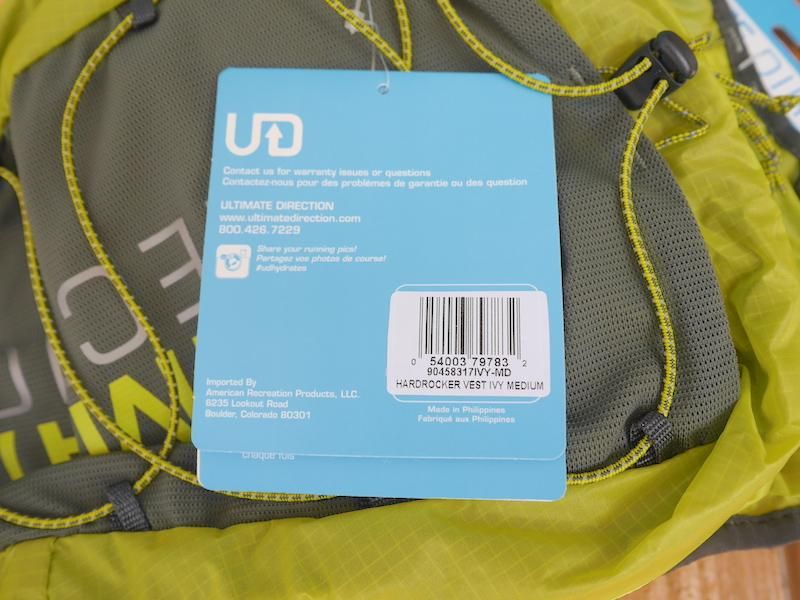 UD
Contact us for warranty issues or questions
Contactez-nous pour des problèmes de garantie ou des question
ULTIMATE DIRECTION
www.ultimatedirection.com
800.426.7229
Share your running pics!
Partagez vos photos de course!
#udhydrates
0 54003 79783 2
90458317IVY-MD
HARDROCKER VEST IVY MEDIUM
Imported By
American Recreation Products, LLC.
6235 Lookout Road
Boulder, Colorado 80301
Made in Philippines
Fabriqué aux Philippines
chaque fois